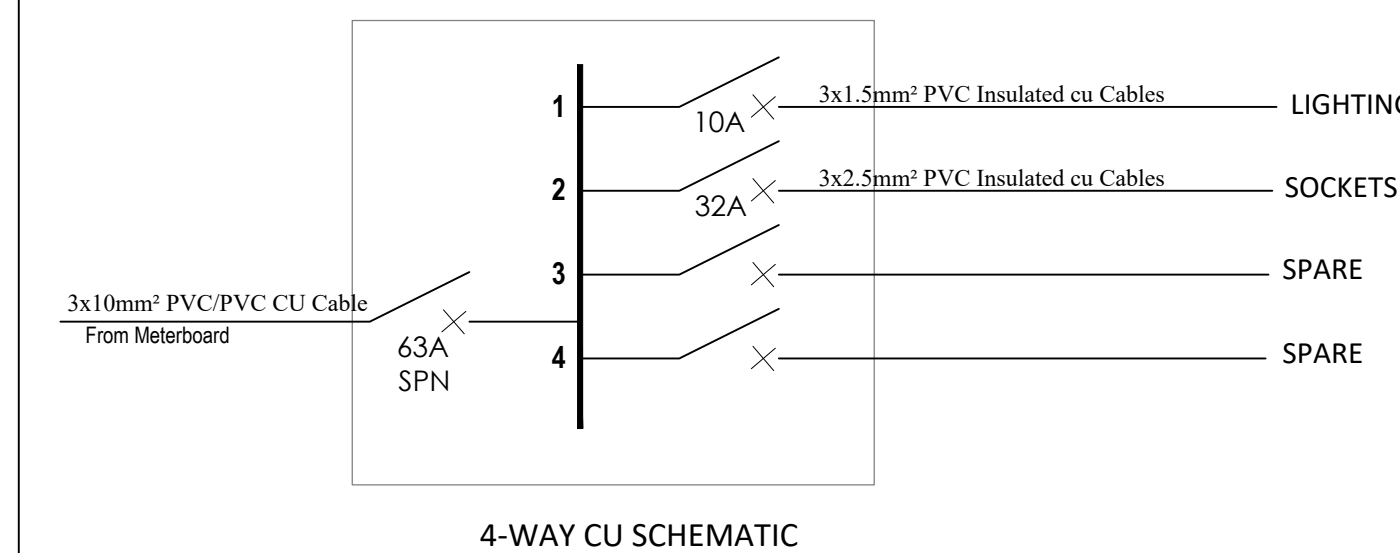 1
10A
3x1.5mm² PVC Insulated cu Cables
LIGHTING
2
32A
3x2.5mm² PVC Insulated cu Cables
SOCKETS
3
SPARE
3x10mm² PVC/PVC CU Cable
From Meterboard
63A
SPN
4
SPARE
4-WAY CU SCHEMATIC